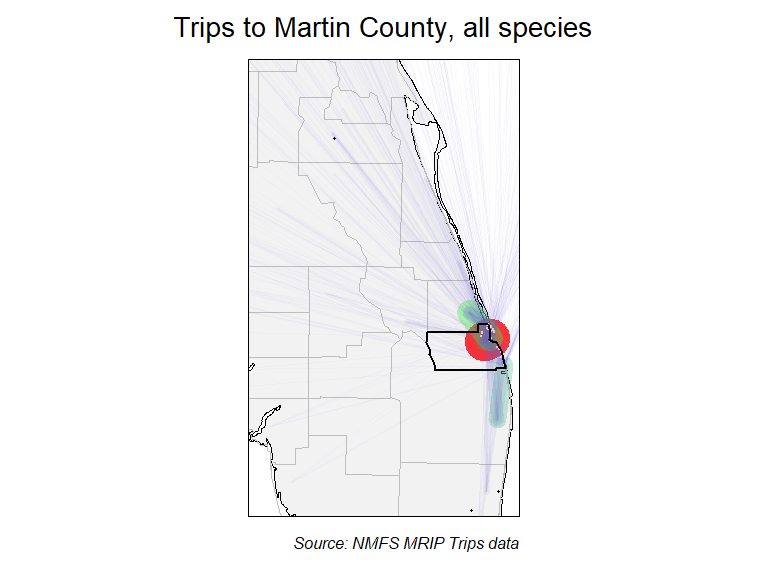 Trips to Martin County, all species
Source: NMFS MRIP Trips data